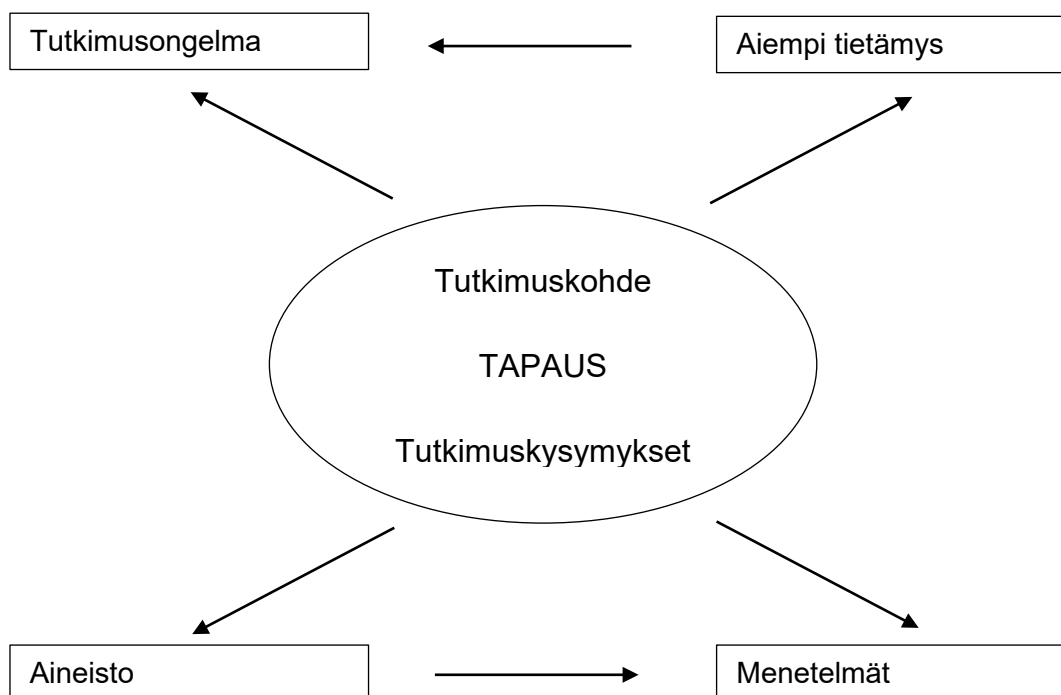 Tutkimusongelma
Aiempi tietämys
Tutkimuskohde
TAPAUS
Tutkimuskysymykset
Aineisto
Menetelmät